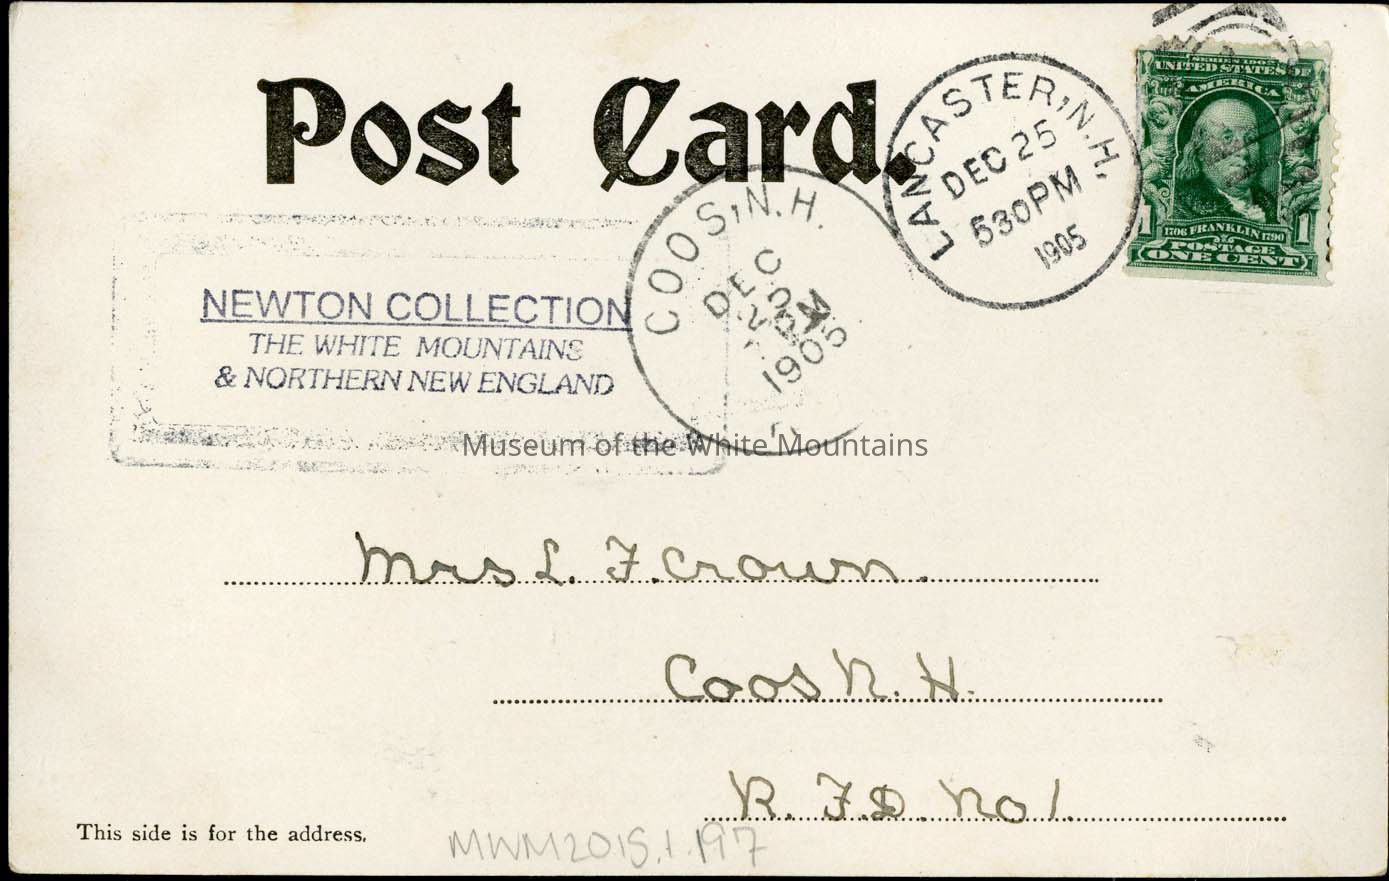 Post Card.
LANCASTER, N.H.
DEC 25
530PM
1905
SERIES 1902
UNITED STATES OF
AMERICA
1 1
1706 FRANKLIN 1790
POSTAGE
ONE CENT
COOS, N.H.
DEC
PM
1905
NEWTON COLLECTION
THE WHITE MOUNTAINS
& NORTHERN NEW ENGLAND
Museum of the White Mountains
Mrs L. F. Crown.
Coos N. H.
R. F.D. No 1.
This side is for the address.
MWM2015.1.197